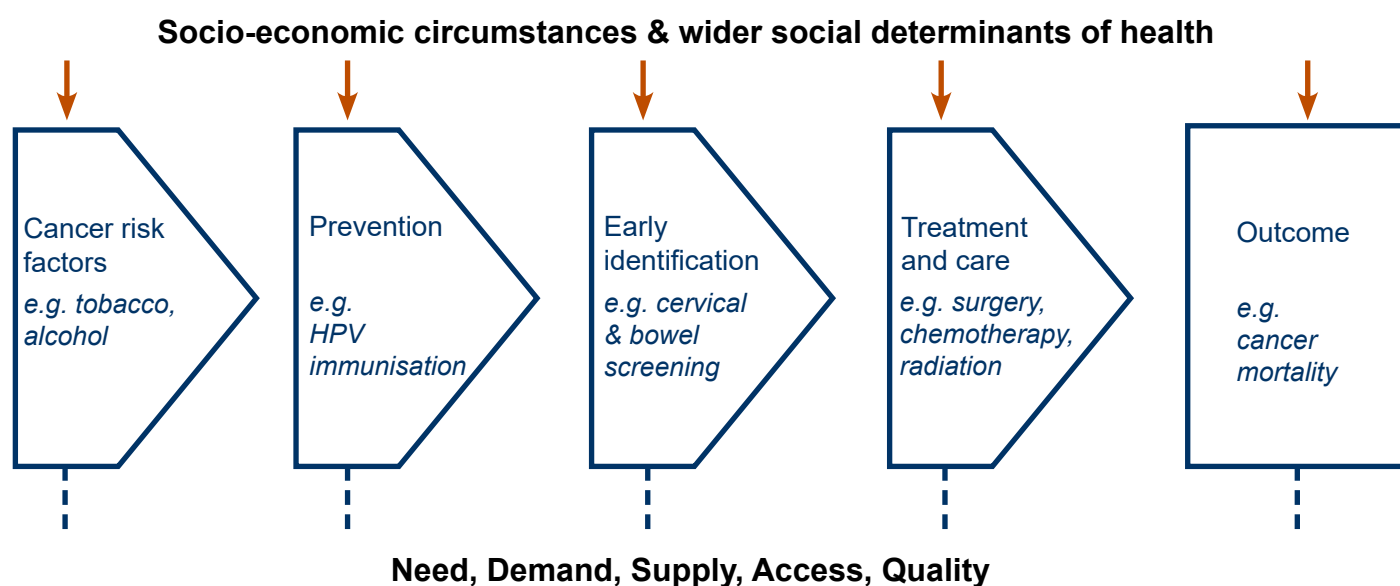 Socio-economic circumstances & wider social determinants of health
Cancer risk
factors
e.g. tobacco,
alcohol
Prevention
e.g.
HPV
immunisation
Early
identification
e.g. cervical
& bowel
screening
Treatment
and care
e.g. surgery,
chemotherapy,
radiation
Outcome
e.g.
cancer
mortality
Need, Demand, Supply, Access, Quality